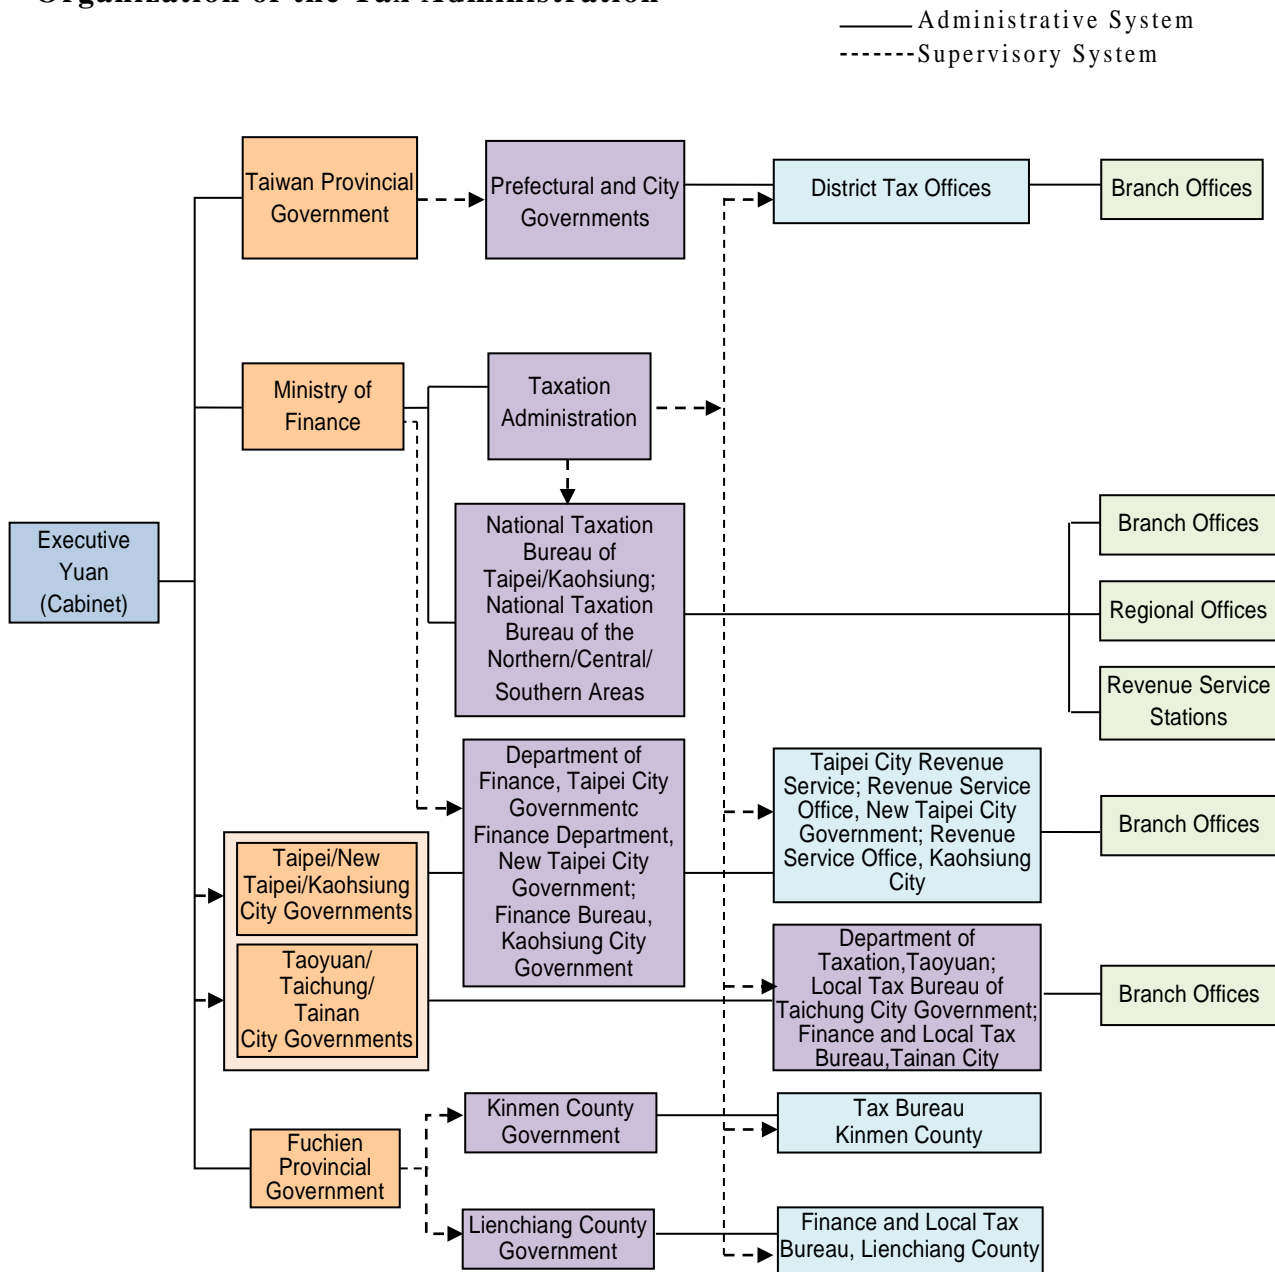 Organization of the Tax Administration
Administrative System
Supervisory System
Taiwan Provincial
Government
Prefectural and City
Governments
District Tax Offices
Branch Offices
Ministry of
Finance
Taxation
Administration
Executive
Yuan
(Cabinet)
National Taxation
Bureau of
Taipei/Kaohsiung;
National Taxation
Bureau of the
Northern/Central/
Southern Areas
Branch Offices
Regional Offices
Revenue Service
Stations
Department of
Finance, Taipei City
Governmentc
Finance Department,
New Taipei City
Government;
Finance Bureau,
Kaohsiung City
Government
Taipei City Revenue
Service; Revenue Service
Office, New Taipei City
Government; Revenue
Service Office, Kaohsiung
City
Branch Offices
Taipei/New
Taipei/Kaohsiung
City Governments
Taoyuan/
Taichung/
Tainan
City Governments
Department of
Taxation,Taoyuan;
Local Tax Bureau of
Taichung City Government;
Finance and Local Tax
Bureau,Tainan City
Branch Offices
Fuchien
Provincial
Government
Kinmen County
Government
Tax Bureau
Kinmen County
Lienchiang County
Government
Finance and Local Tax
Bureau, Lienchiang County